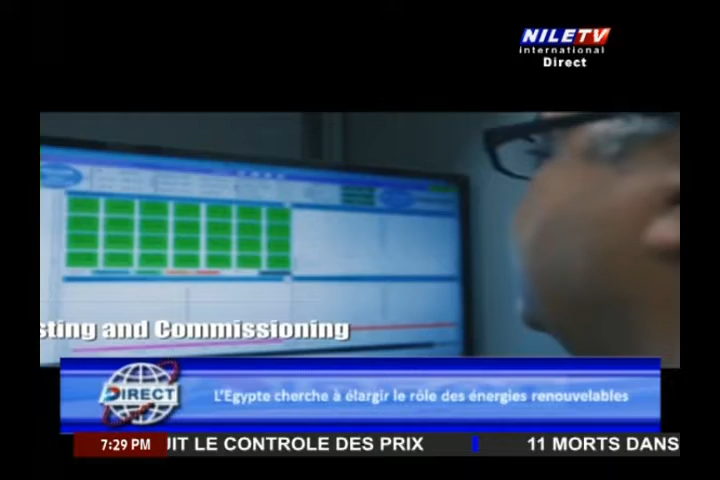 NILETV
international
Direct
sting and Commissioning
DIRECT
L'Egypte cherche à élargir le rôle des énergies renouvelables
7:29 PM
UIT LE CONTROLE DES PRIX
11 MORTS DANS